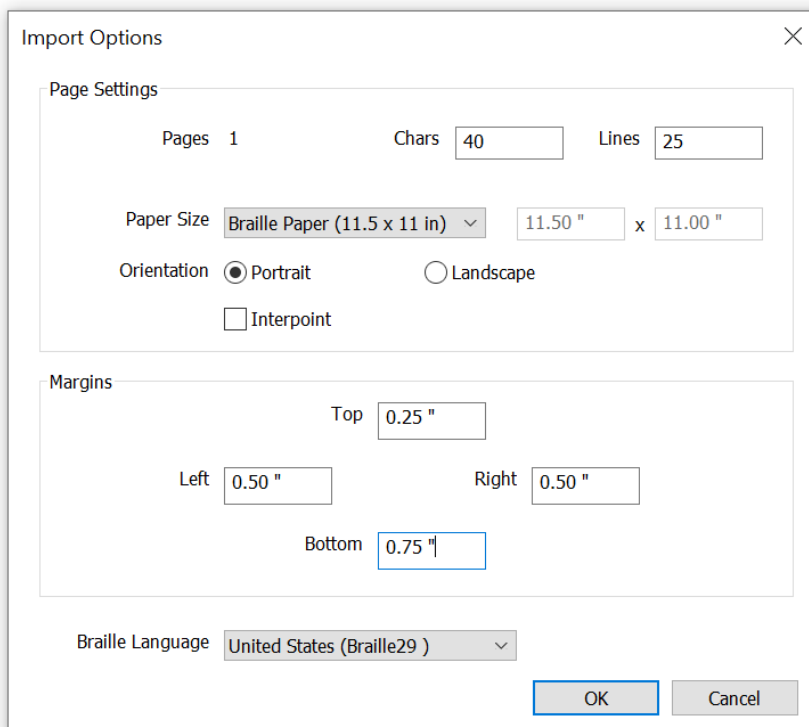 Import Options
Page Settings
Pages 1 Chars 40 Lines 25
Paper Size Braille Paper (11.5 x 11 in) 11.50 " x 11.00 "
Orientation Portrait Landscape
Interpoint
Margins
Top 0.25 "
Left 0.50 " Right 0.50 "
Bottom 0.75 "
Braille Language United States (Braille29 )
OK Cancel